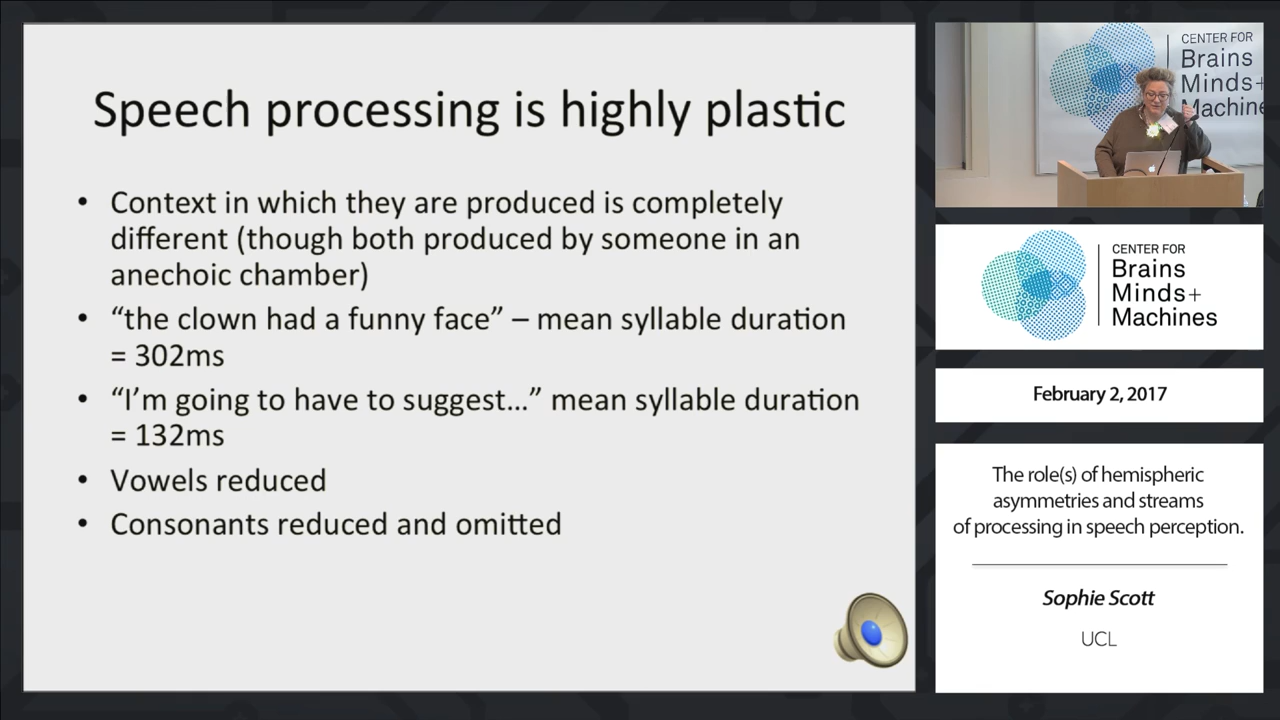 Speech processing is highly plastic
• Context in which they are produced is completely
different (though both produced by someone in an
anechoic chamber)
• “the clown had a funny face” – mean syllable duration
= 302ms
• “I’m going to have to suggest…” mean syllable duration
= 132ms
• Vowels reduced
• Consonants reduced and omitted
CENTER FOR
Brains
Minds+
Machine
CENTER FOR
Brains
Minds+
Machines
February 2, 2017
The role(s) of hemispheric
asymmetries and streams
of processing in speech perception.
Sophie Scott
UCL